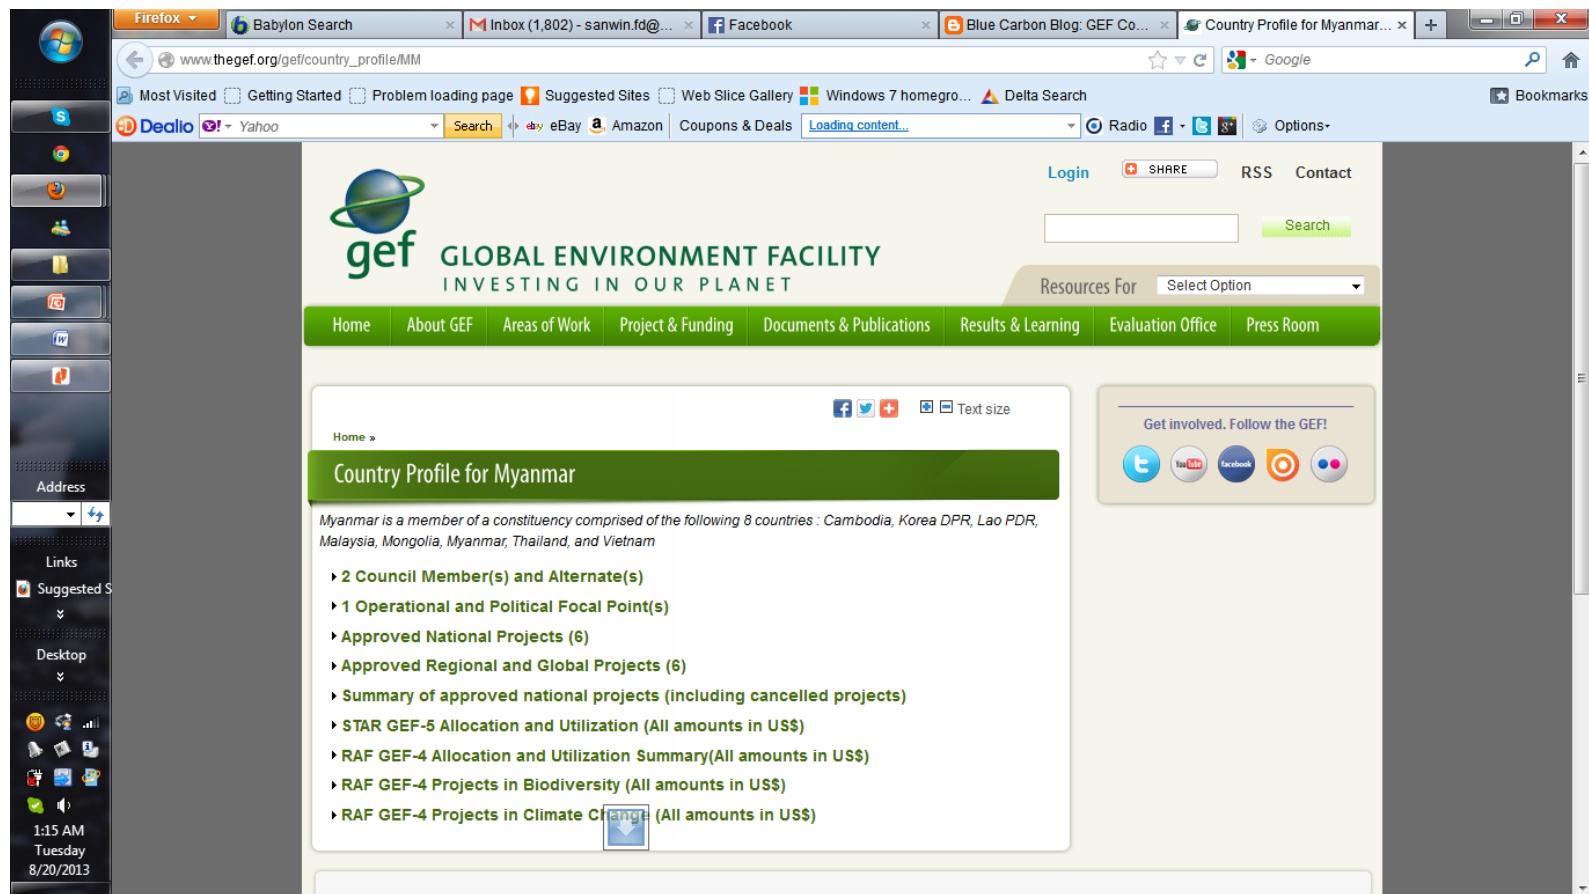 Firefox
Babylon Search
Inbox (1,802) - sanwin.fd@...
Facebook
Blue Carbon Blog: GEF Co...
Country Profile for Myanmar...
www.thegef.org/gef/country_profile/MM
Google
Most Visited Getting Started Problem loading page Suggested Sites Web Slice Gallery Windows 7 homegro... Delta Search Bookmarks
Dealio Yahoo Search eBay Amazon Coupons & Deals Loading content... Radio Options
Login SHARE RSS Contact
Search
gef GLOBAL ENVIRONMENT FACILITY
INVESTING IN OUR PLANET
Resources For Select Option
Home About GEF Areas of Work Project & Funding Documents & Publications Results & Learning Evaluation Office Press Room
Text size
Home »
Country Profile for Myanmar
Myanmar is a member of a constituency comprised of the following 8 countries : Cambodia, Korea DPR, Lao PDR,
Malaysia, Mongolia, Myanmar, Thailand, and Vietnam
2 Council Member(s) and Alternate(s)
1 Operational and Political Focal Point(s)
Approved National Projects (6)
Approved Regional and Global Projects (6)
Summary of approved national projects (including cancelled projects)
STAR GEF-5 Allocation and Utilization (All amounts in US$)
RAF GEF-4 Allocation and Utilization Summary(All amounts in US$)
RAF GEF-4 Projects in Biodiversity (All amounts in US$)
RAF GEF-4 Projects in Climate Change (All amounts in US$)
Get involved. Follow the GEF!
You Tube facebook
Address
Links
Suggested S
Desktop
1:15 AM
Tuesday
8/20/2013